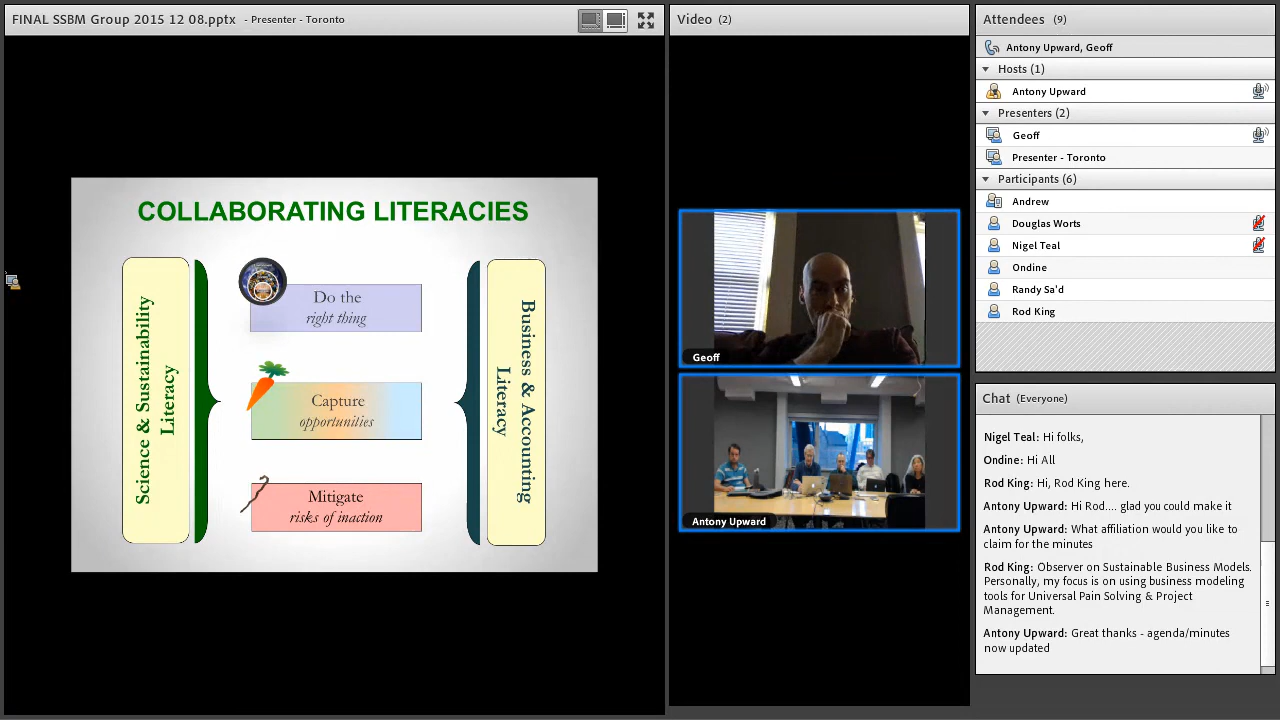 FINAL SSBM Group 2015 12 08.pptx - Presenter - Toronto
COLLABORATING LITERACIES
Science & Sustainability
Literacy
Do the
right thing
Capture
opportunities
Mitigate
risks of inaction
Business & Accounting
Literacy
Video (2)
Geoff
Antony Upward
Attendees (9)
Antony Upward, Geoff
Hosts (1)
Antony Upward
Presenters (2)
Geoff
Presenter - Toronto
Participants (6)
Andrew
Douglas Worts
Nigel Teal
Ondine
Randy Sa'd
Rod King
Chat (Everyone)
Nigel Teal: Hi folks,
Ondine: Hi All
Rod King: Hi, Rod King here.
Antony Upward: Hi Rod.... glad you could make it
Antony Upward: What affiliation would you like to
claim for the minutes
Rod King: Observer on Sustainable Business Models.
Personally, my focus is on using business modeling
tools for Universal Pain Solving & Project
Management.
Antony Upward: Great thanks - agenda/minutes
now updated